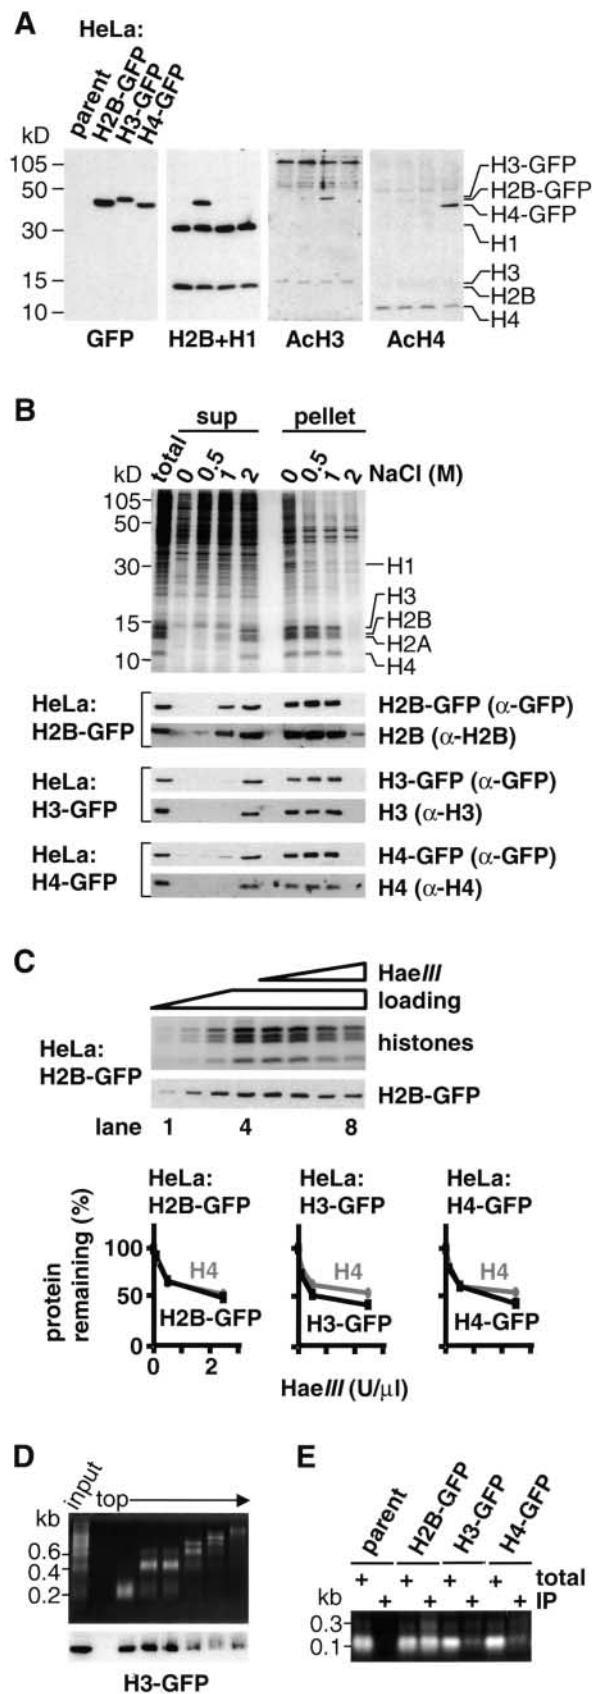 A
HeLa:
parent
H2B-GFP
H3-GFP
H4-GFP
kD
105
50
30
15
10
H3-GFP
H2B-GFP
H4-GFP
H1
H3
H2B
H4
GFP H2B+H1 AcH3 AcH4
B
sup pellet
kD total 0 0.5 1 2 0 0.5 1 2 NaCl (M)
105
50
30
15
10
H1
H3
H2B
H2A
H4
HeLa: H2B-GFP (α-GFP)
H2B-GFP H2B (α-H2B)
HeLa: H3-GFP (α-GFP)
H3-GFP H3 (α-H3)
HeLa: H4-GFP (α-GFP)
H4-GFP H4 (α-H4)
C
HaeIII
loading
HeLa:
H2B-GFP
histones
H2B-GFP
lane 1 4 8
HeLa: HeLa: HeLa:
H2B-GFP H3-GFP H4-GFP
protein
remaining (%)
100
50
0
H4 H4 H4
H2B-GFP H3-GFP H4-GFP
0 2
HaeIII (U/μl)
D
input top
kb
0.6
0.4
0.2
H3-GFP
E
parent H2B-GFP H3-GFP H4-GFP
+ + + + total
+ + + + IP
kb
0.3
0.1